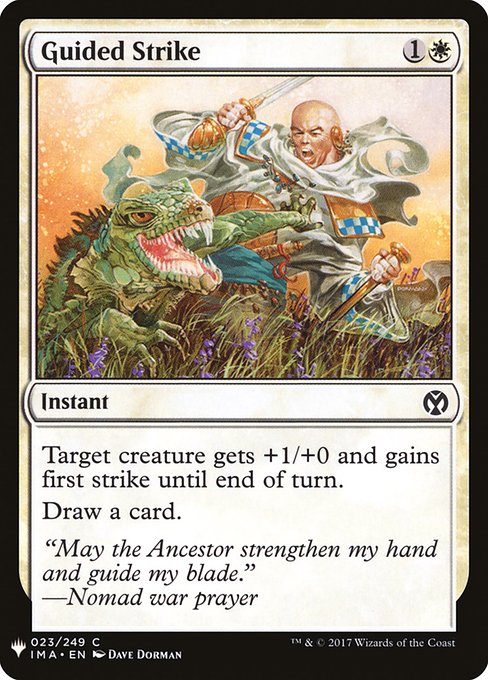 Guided Strike 1
Instant
Target creature gets +1/+0 and gains
first strike until end of turn.
Draw a card.
“May the Ancestor strengthen my hand
and guide my blade.”
—Nomad war prayer
023/249 C
IMA • EN Dave Dorman
™ & © 2017 Wizards of the Coast